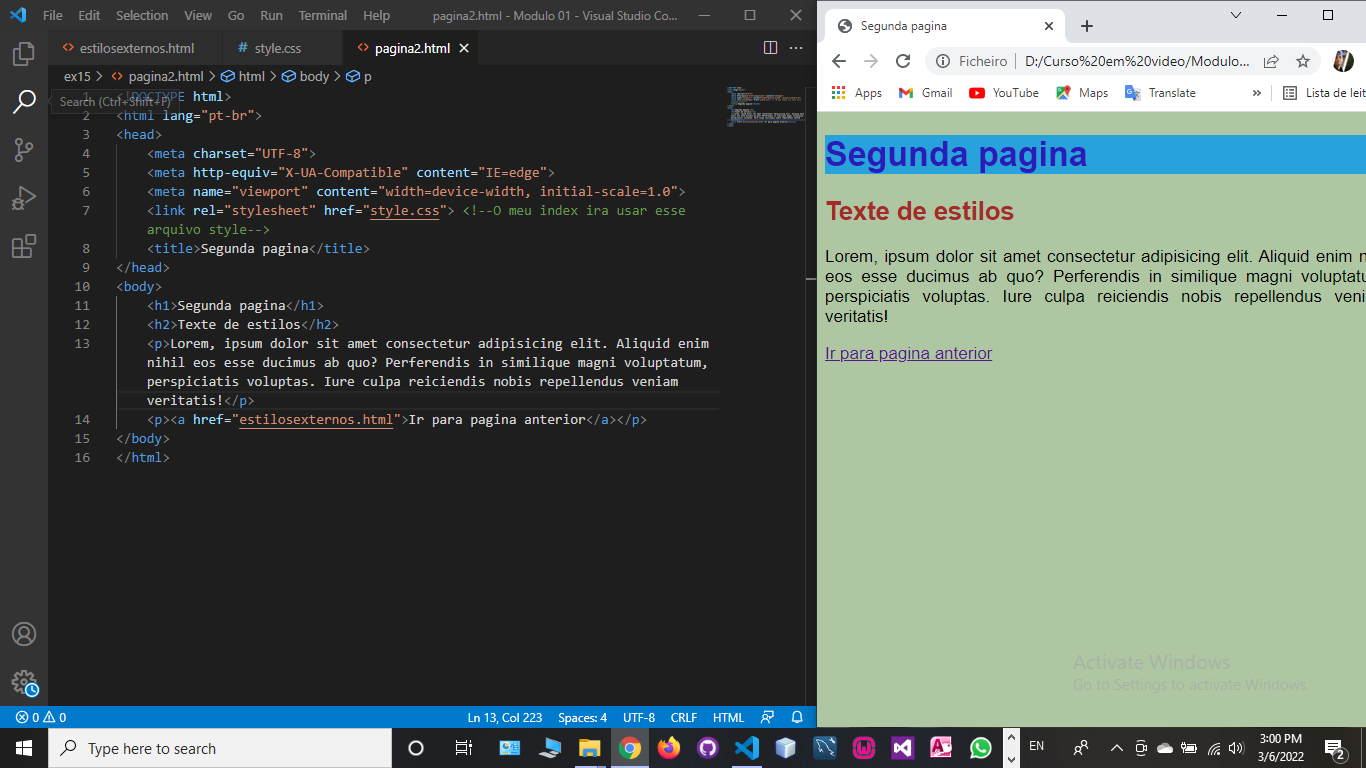 File Edit Selection View Go Run Terminal Help pagina2.html - Modulo 01 - Visual Studio Co...
estilosexternos.html # style.css pagina2.html
ex15 > pagina2.html > html > body > p
Search (Ctrl+Shift+F)
1 <!DOCTYPE html>
2 <html lang="pt-br">
3 <head>
4 <meta charset="UTF-8">
5 <meta http-equiv="X-UA-Compatible" content="IE=edge">
6 <meta name="viewport" content="width=device-width, initial-scale=1.0">
7 <link rel="stylesheet" href="style.css"> <!--O meu index ira usar esse
arquivo style-->
8 <title>Segunda pagina</title>
9 </head>
10 <body>
11 <h1>Segunda pagina</h1>
12 <h2>Texte de estilos</h2>
13 <p>Lorem, ipsum dolor sit amet consectetur adipisicing elit. Aliquid enim
nihil eos esse ducimus ab quo? Perferendis in similique magni voluptatum,
perspiciatis voluptas. Iure culpa reiciendis nobis repellendus veniam
veritatis!</p>
14 <p><a href="estilosexternos.html">Ir para pagina anterior</a></p>
15 </body>
16 </html>
0 0 Ln 13, Col 223 Spaces: 4 UTF-8 CRLF HTML
Segunda pagina
Ficheiro D:/Curso%20em%20video/Modulo...
Apps Gmail YouTube Maps Translate » Lista de leit
Segunda pagina
Texte de estilos
Lorem, ipsum dolor sit amet consectetur adipisicing elit. Aliquid enim n
eos esse ducimus ab quo? Perferendis in similique magni voluptatu
perspiciatis voluptas. Iure culpa reiciendis nobis repellendus veni
veritatis!
Ir para pagina anterior
Activate Windows
Go to Settings to activate Windows.
Type here to search
EN
3:00 PM
3/6/2022
2